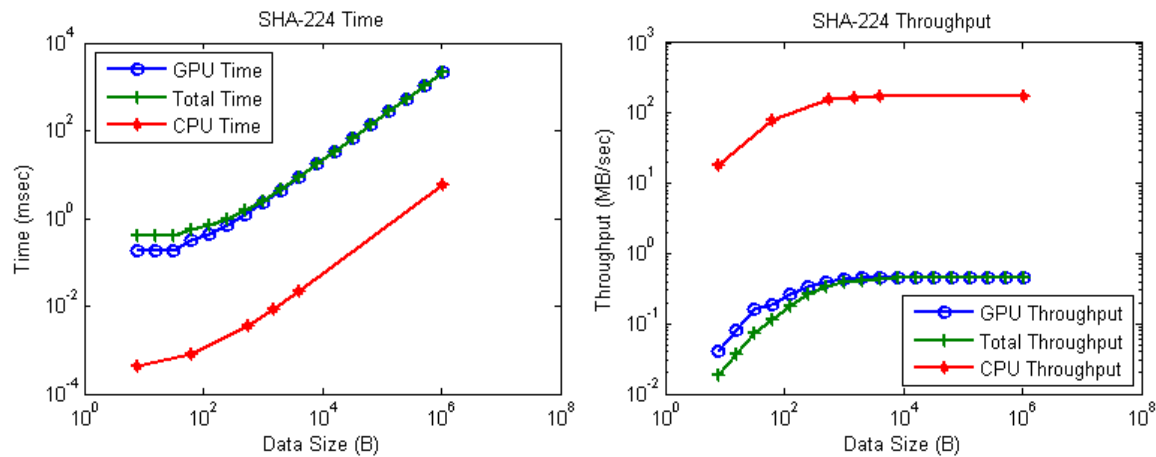 SHA-224 Time
10^4
10^2
10^0
10^-2
10^-4
Time (msec)
GPU Time
Total Time
CPU Time
10^0
10^2
10^4
10^6
10^8
Data Size (B)
SHA-224 Throughput
10^3
10^2
10^1
10^0
10^-1
10^-2
Throughput (MB/sec)
GPU Throughput
Total Throughput
CPU Throughput
10^0
10^2
10^4
10^6
10^8
Data Size (B)